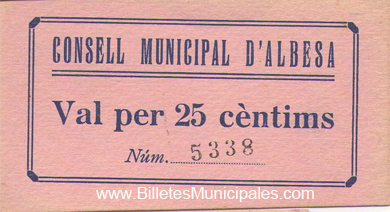 CONSELL MUNICIPAL D'ALBESA
Val per 25 cèntims
Núm. 5338
www.BilletesMunicipales.com